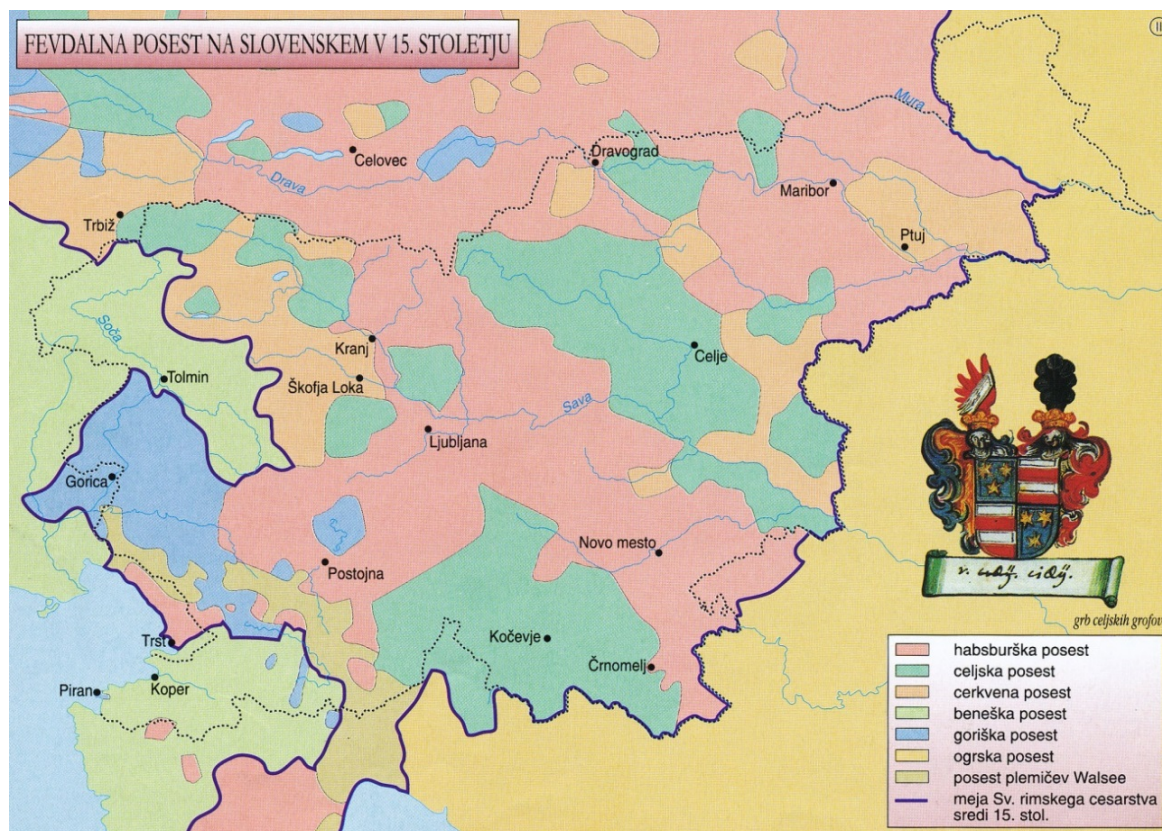 FEVDALNA POSEST NA SLOVENSKEM V 15. STOLETJU
II
Mura
Celovec
Dravograd
Drava
Maribor
Trbiž
Ptuj
Soča
Kranj
Celje
Tolmin
Škofja Loka
Sava
Ljubljana
Gorica
Novo mesto
Postojna
Trst
Kočevje
Črnomelj
Piran
Koper
grb celjskih grofov
habsburška posest
celjska posest
cerkvena posest
beneška posest
goriška posest
ogrska posest
posest plemičev Walsee
meja Sv. rimskega cesarstva
sredi 15. stol.